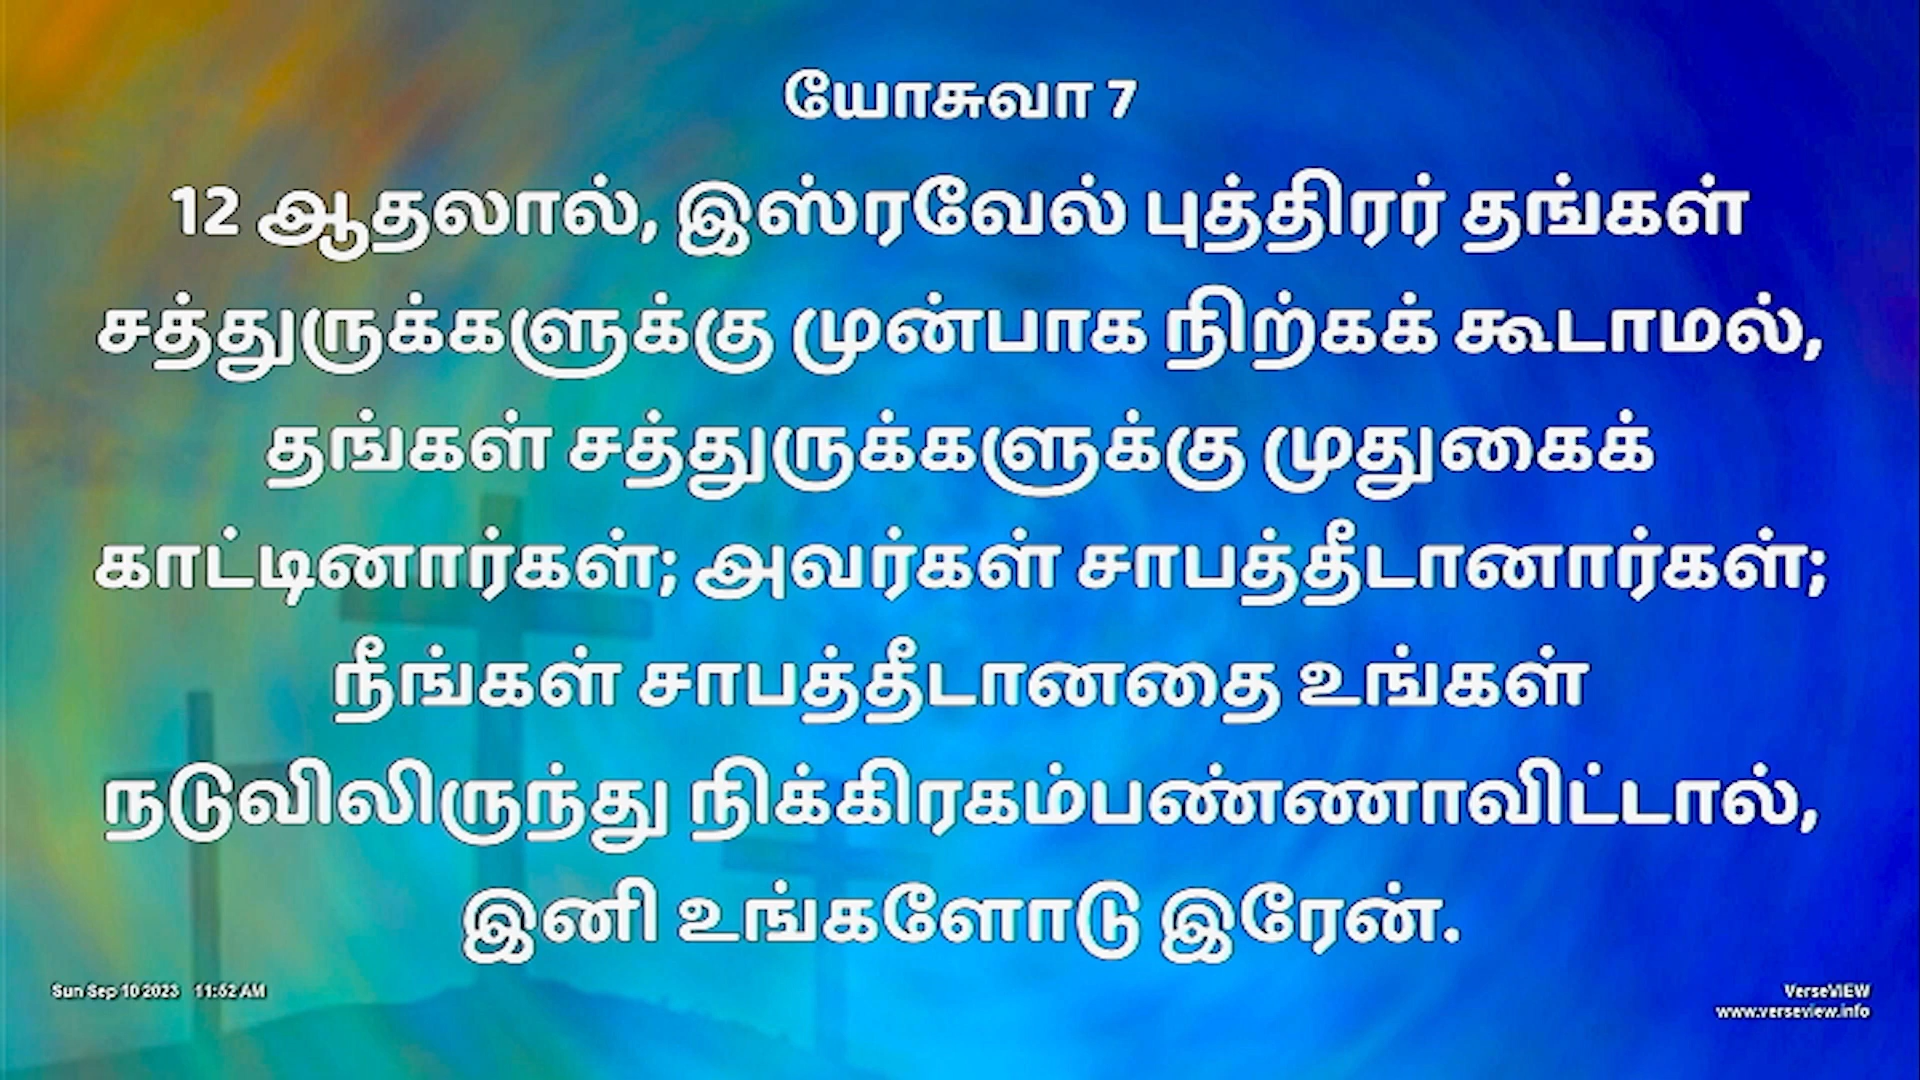 யோசுவா 7
12 ஆதலால், இஸ்ரவேல் புத்திரர் தங்கள்
சத்துருக்களுக்கு முன்பாக நிற்கக் கூடாமல்,
தங்கள் சத்துருக்களுக்கு முதுகைக்
காட்டினார்கள்; அவர்கள் சாபத்தீடானார்கள்;
நீங்கள் சாபத்தீடானதை உங்கள்
நடுவிலிருந்து நிக்கிரகம்பண்ணாவிட்டால்,
இனி உங்களோடு இரேன்.
Sun Sep 10 2023 11:52 AM
VerseVIEW
www.verseview.info